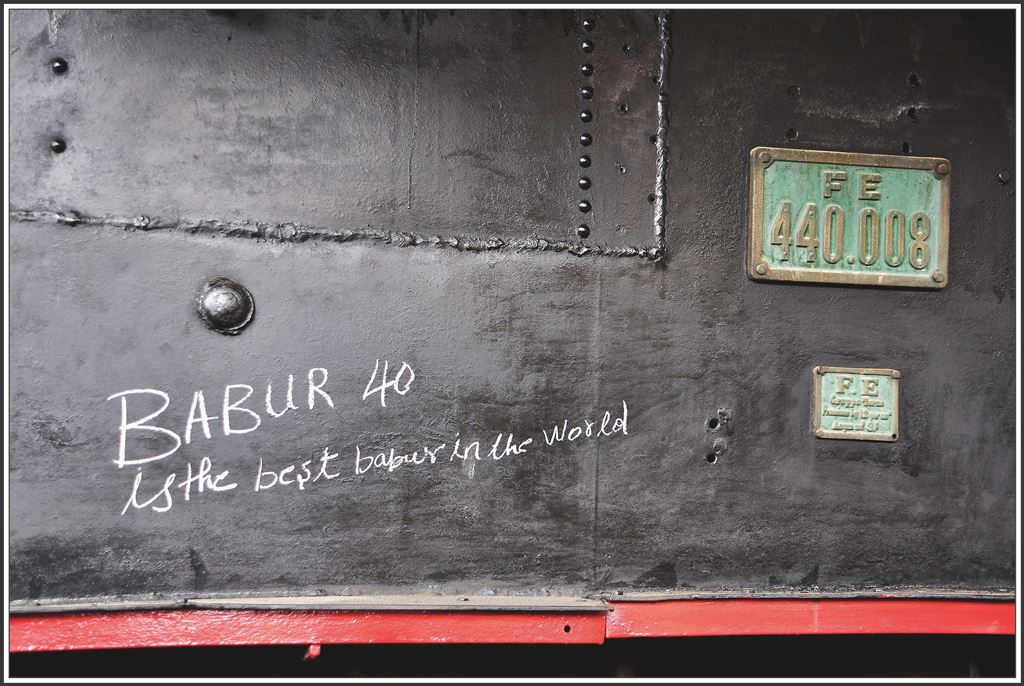 BABUR 40
is the best babur in the world
FE
440.008
FE